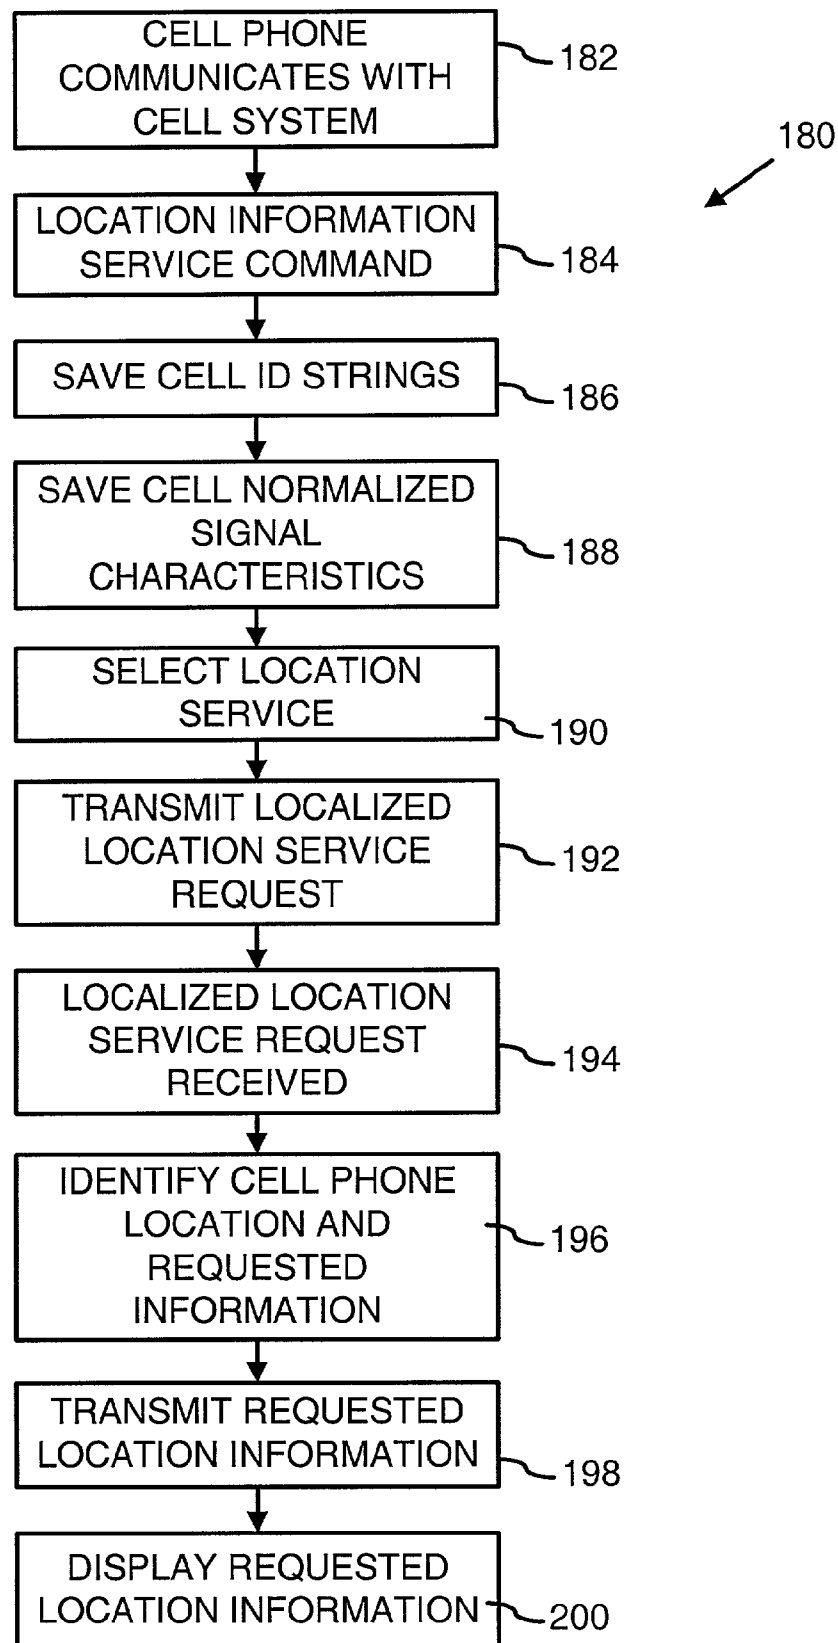 CELL PHONE
COMMUNICATES WITH
CELL SYSTEM
182
180
LOCATION INFORMATION
SERVICE COMMAND
184
SAVE CELL ID STRINGS
186
SAVE CELL NORMALIZED
SIGNAL
CHARACTERISTICS
188
SELECT LOCATION
SERVICE
190
TRANSMIT LOCALIZED
LOCATION SERVICE
REQUEST
192
LOCALIZED LOCATION
SERVICE REQUEST
RECEIVED
194
IDENTIFY CELL PHONE
LOCATION AND
REQUESTED
INFORMATION
196
TRANSMIT REQUESTED
LOCATION INFORMATION
198
DISPLAY REQUESTED
LOCATION INFORMATION
200